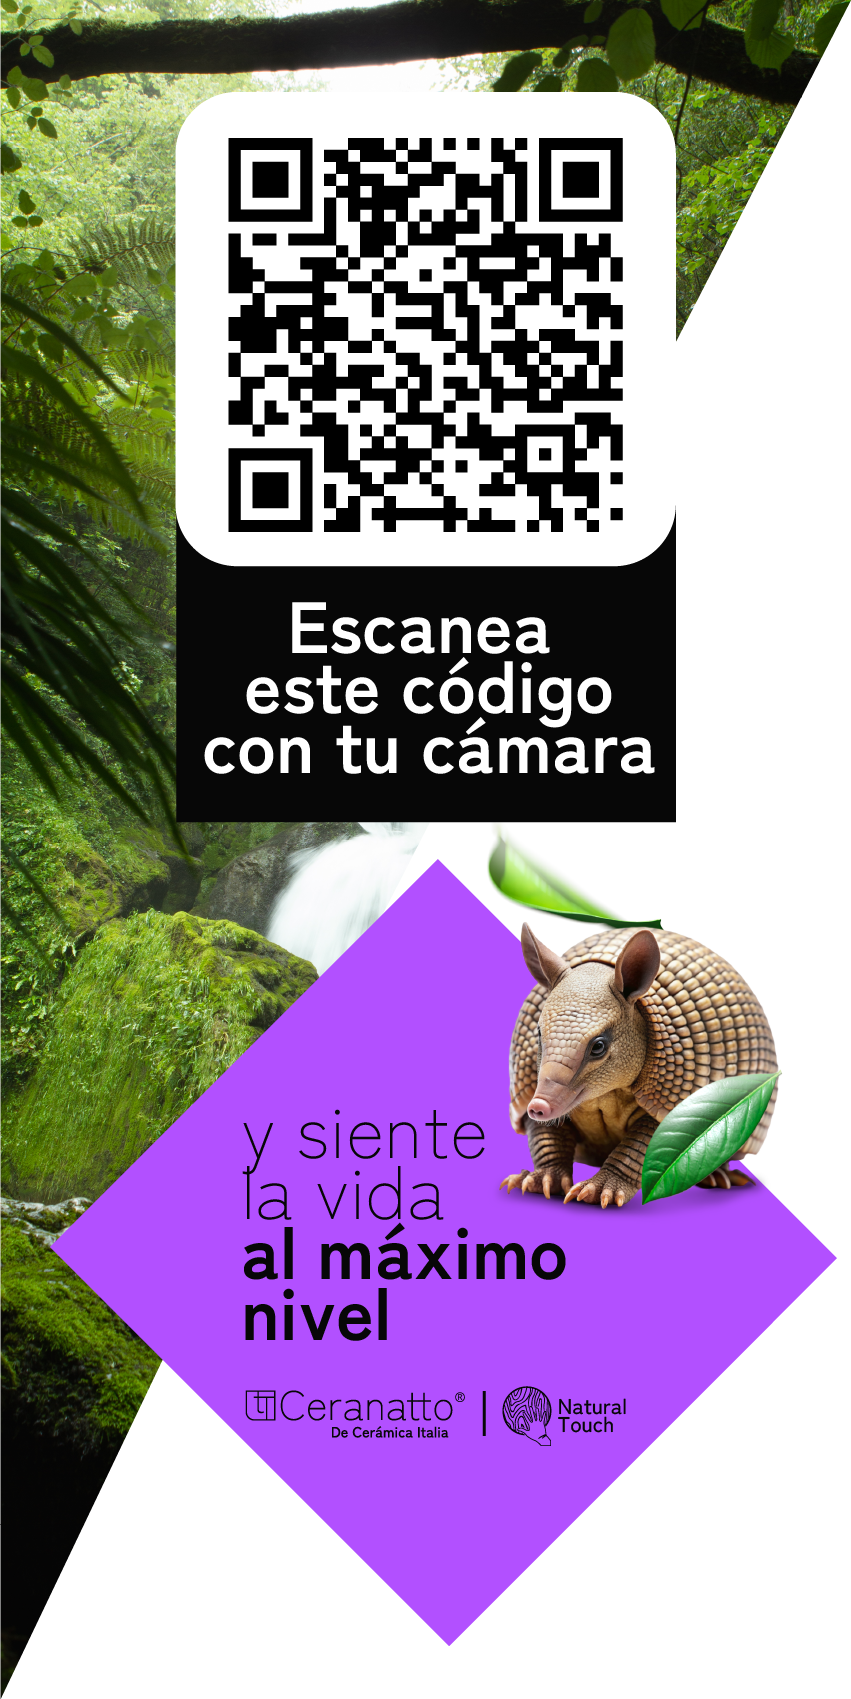 Escanea
este código
con tu cámara
y siente
la vida
al máximo
nivel
Ceranatto®
De Cerámica Italia
Natural
Touch